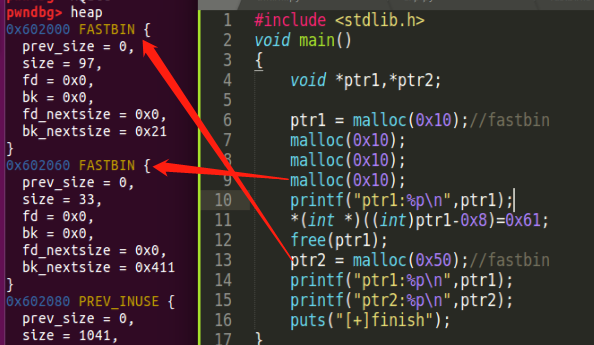 pwndbg> heap
0x602000 FASTBIN {
prev_size = 0,
size = 97,
fd = 0x0,
bk = 0x0,
fd_nextsize = 0x0,
bk_nextsize = 0x21
}
0x602060 FASTBIN {
prev_size = 0,
size = 33,
fd = 0x0,
bk = 0x0,
fd_nextsize = 0x0,
bk_nextsize = 0x411
}
0x602080 PREV_INUSE {
prev_size = 0,
size = 1041,
1 #include <stdlib.h>
2 void main()
3 {
4 void *ptr1,*ptr2;
5
6 ptr1 = malloc(0x10);//fastbin
7 malloc(0x10);
8 malloc(0x10);
9 malloc(0x10);
10 printf("ptr1:%p\n",ptr1);
11 *(int *)((int)ptr1-0x8)=0x61;
12 free(ptr1);
13 ptr2 = malloc(0x50);//fastbin
14 printf("ptr1:%p\n",ptr1);
15 printf("ptr2:%p\n",ptr2);
16 puts("[+]finish");
17 }